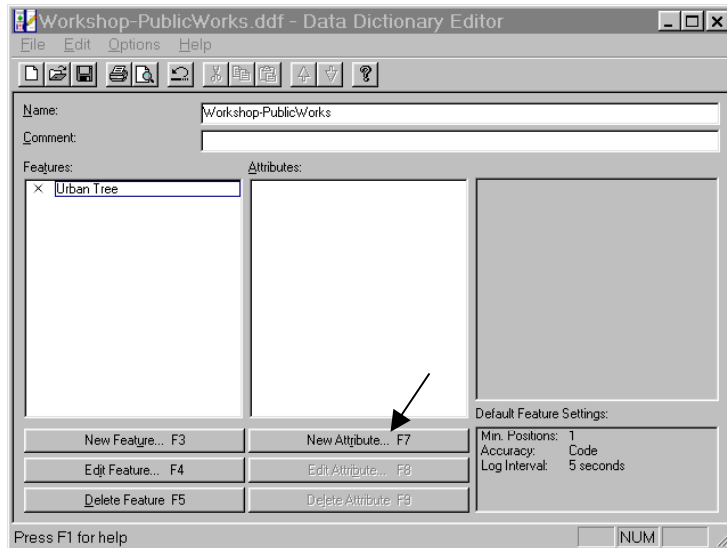 Workshop-PublicWorks.ddf - Data Dictionary Editor
File Edit Options Help
Name: Workshop-PublicWorks
Comment:
Features: Attributes:
Urban Tree
Default Feature Settings:
New Feature... F3 New Attribute... F7
Edit Feature... F4 Edit Attribute... F8
Delete Feature F5 Delete Attribute F9
Min. Positions: 1
Accuracy: Code
Log Interval: 5 seconds
Press F1 for help NUM